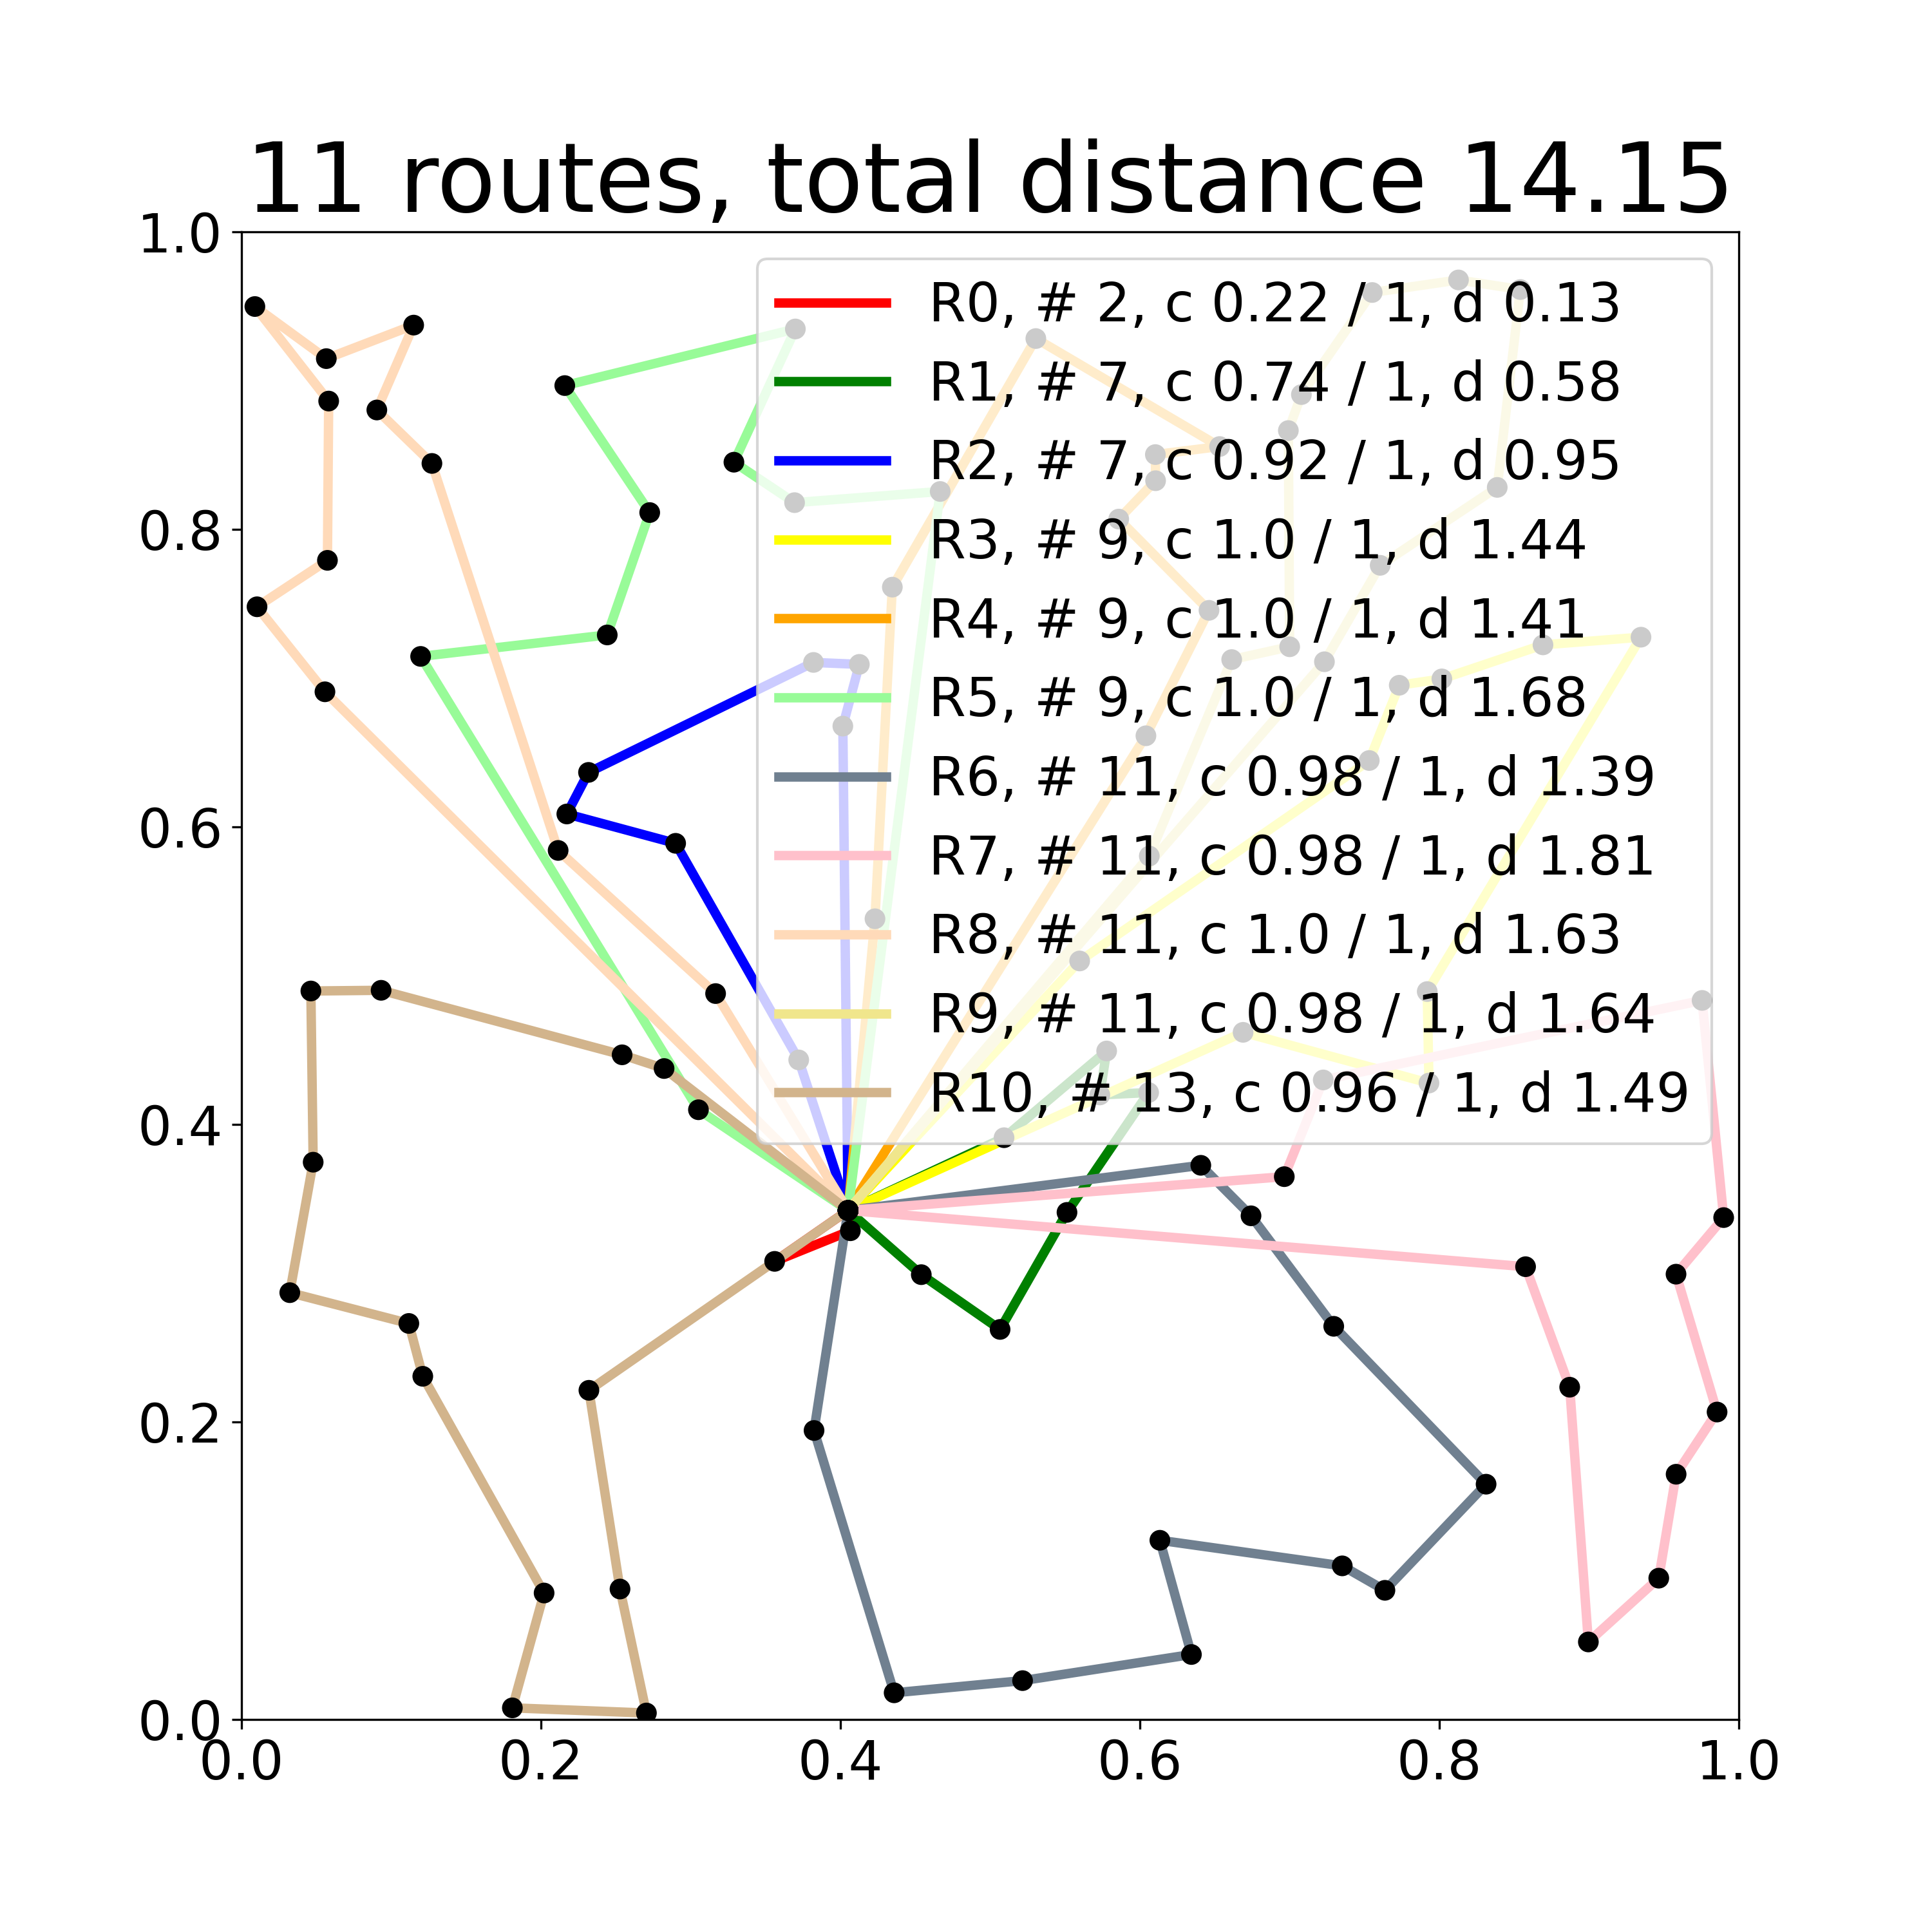 11 routes, total distance 14.15
1.0
0.8
0.6
0.4
0.2
0.0
R0, # 2, c 0.22 / 1, d 0.13
R1, # 7, c 0.74 / 1, d 0.58
R2, # 7, c 0.92 / 1, d 0.95
R3, # 9, c 1.0 / 1, d 1.44
R4, # 9, c 1.0 / 1, d 1.41
R5, # 9, c 1.0 / 1, d 1.68
R6, # 11, c 0.98 / 1, d 1.39
R7, # 11, c 0.98 / 1, d 1.81
R8, # 11, c 1.0 / 1, d 1.63
R9, # 11, c 0.98 / 1, d 1.64
R10, # 13, c 0.96 / 1, d 1.49
0.0 0.2 0.4 0.6 0.8 1.0